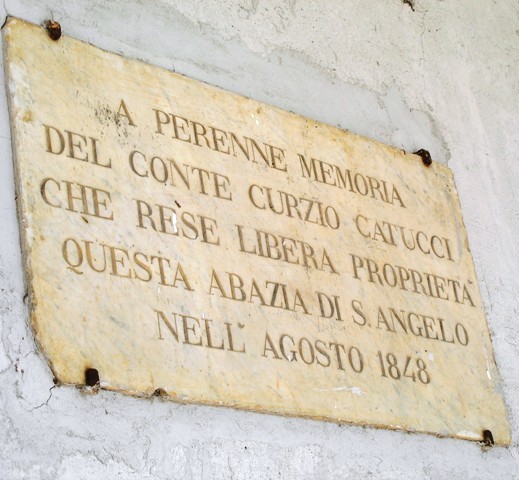 A PERENNE MEMORIA
DEL CONTE CURZIO CATUCCI
CHE RESE LIBERA PROPRIETÀ
QUESTA ABAZIA DI S. ANGELO
NELL' AGOSTO 1848